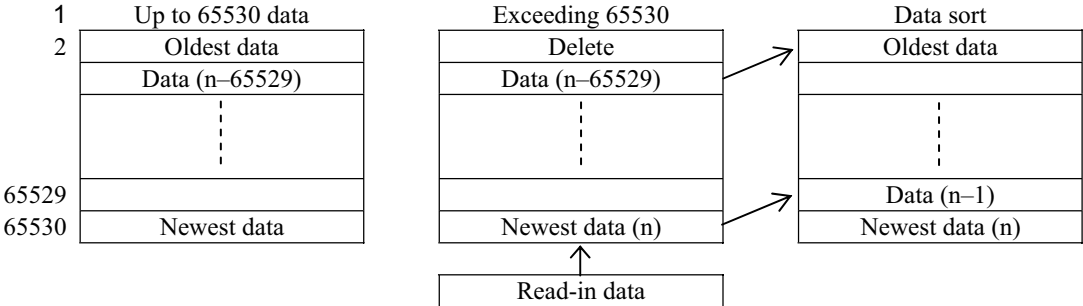 1 Up to 65530 data Exceeding 65530 Data sort
2 Oldest data Delete Oldest data
Data (n–65529) Data (n–65529)
65529 Data (n–1)
65530 Newest data Newest data (n) Newest data (n)
Read-in data